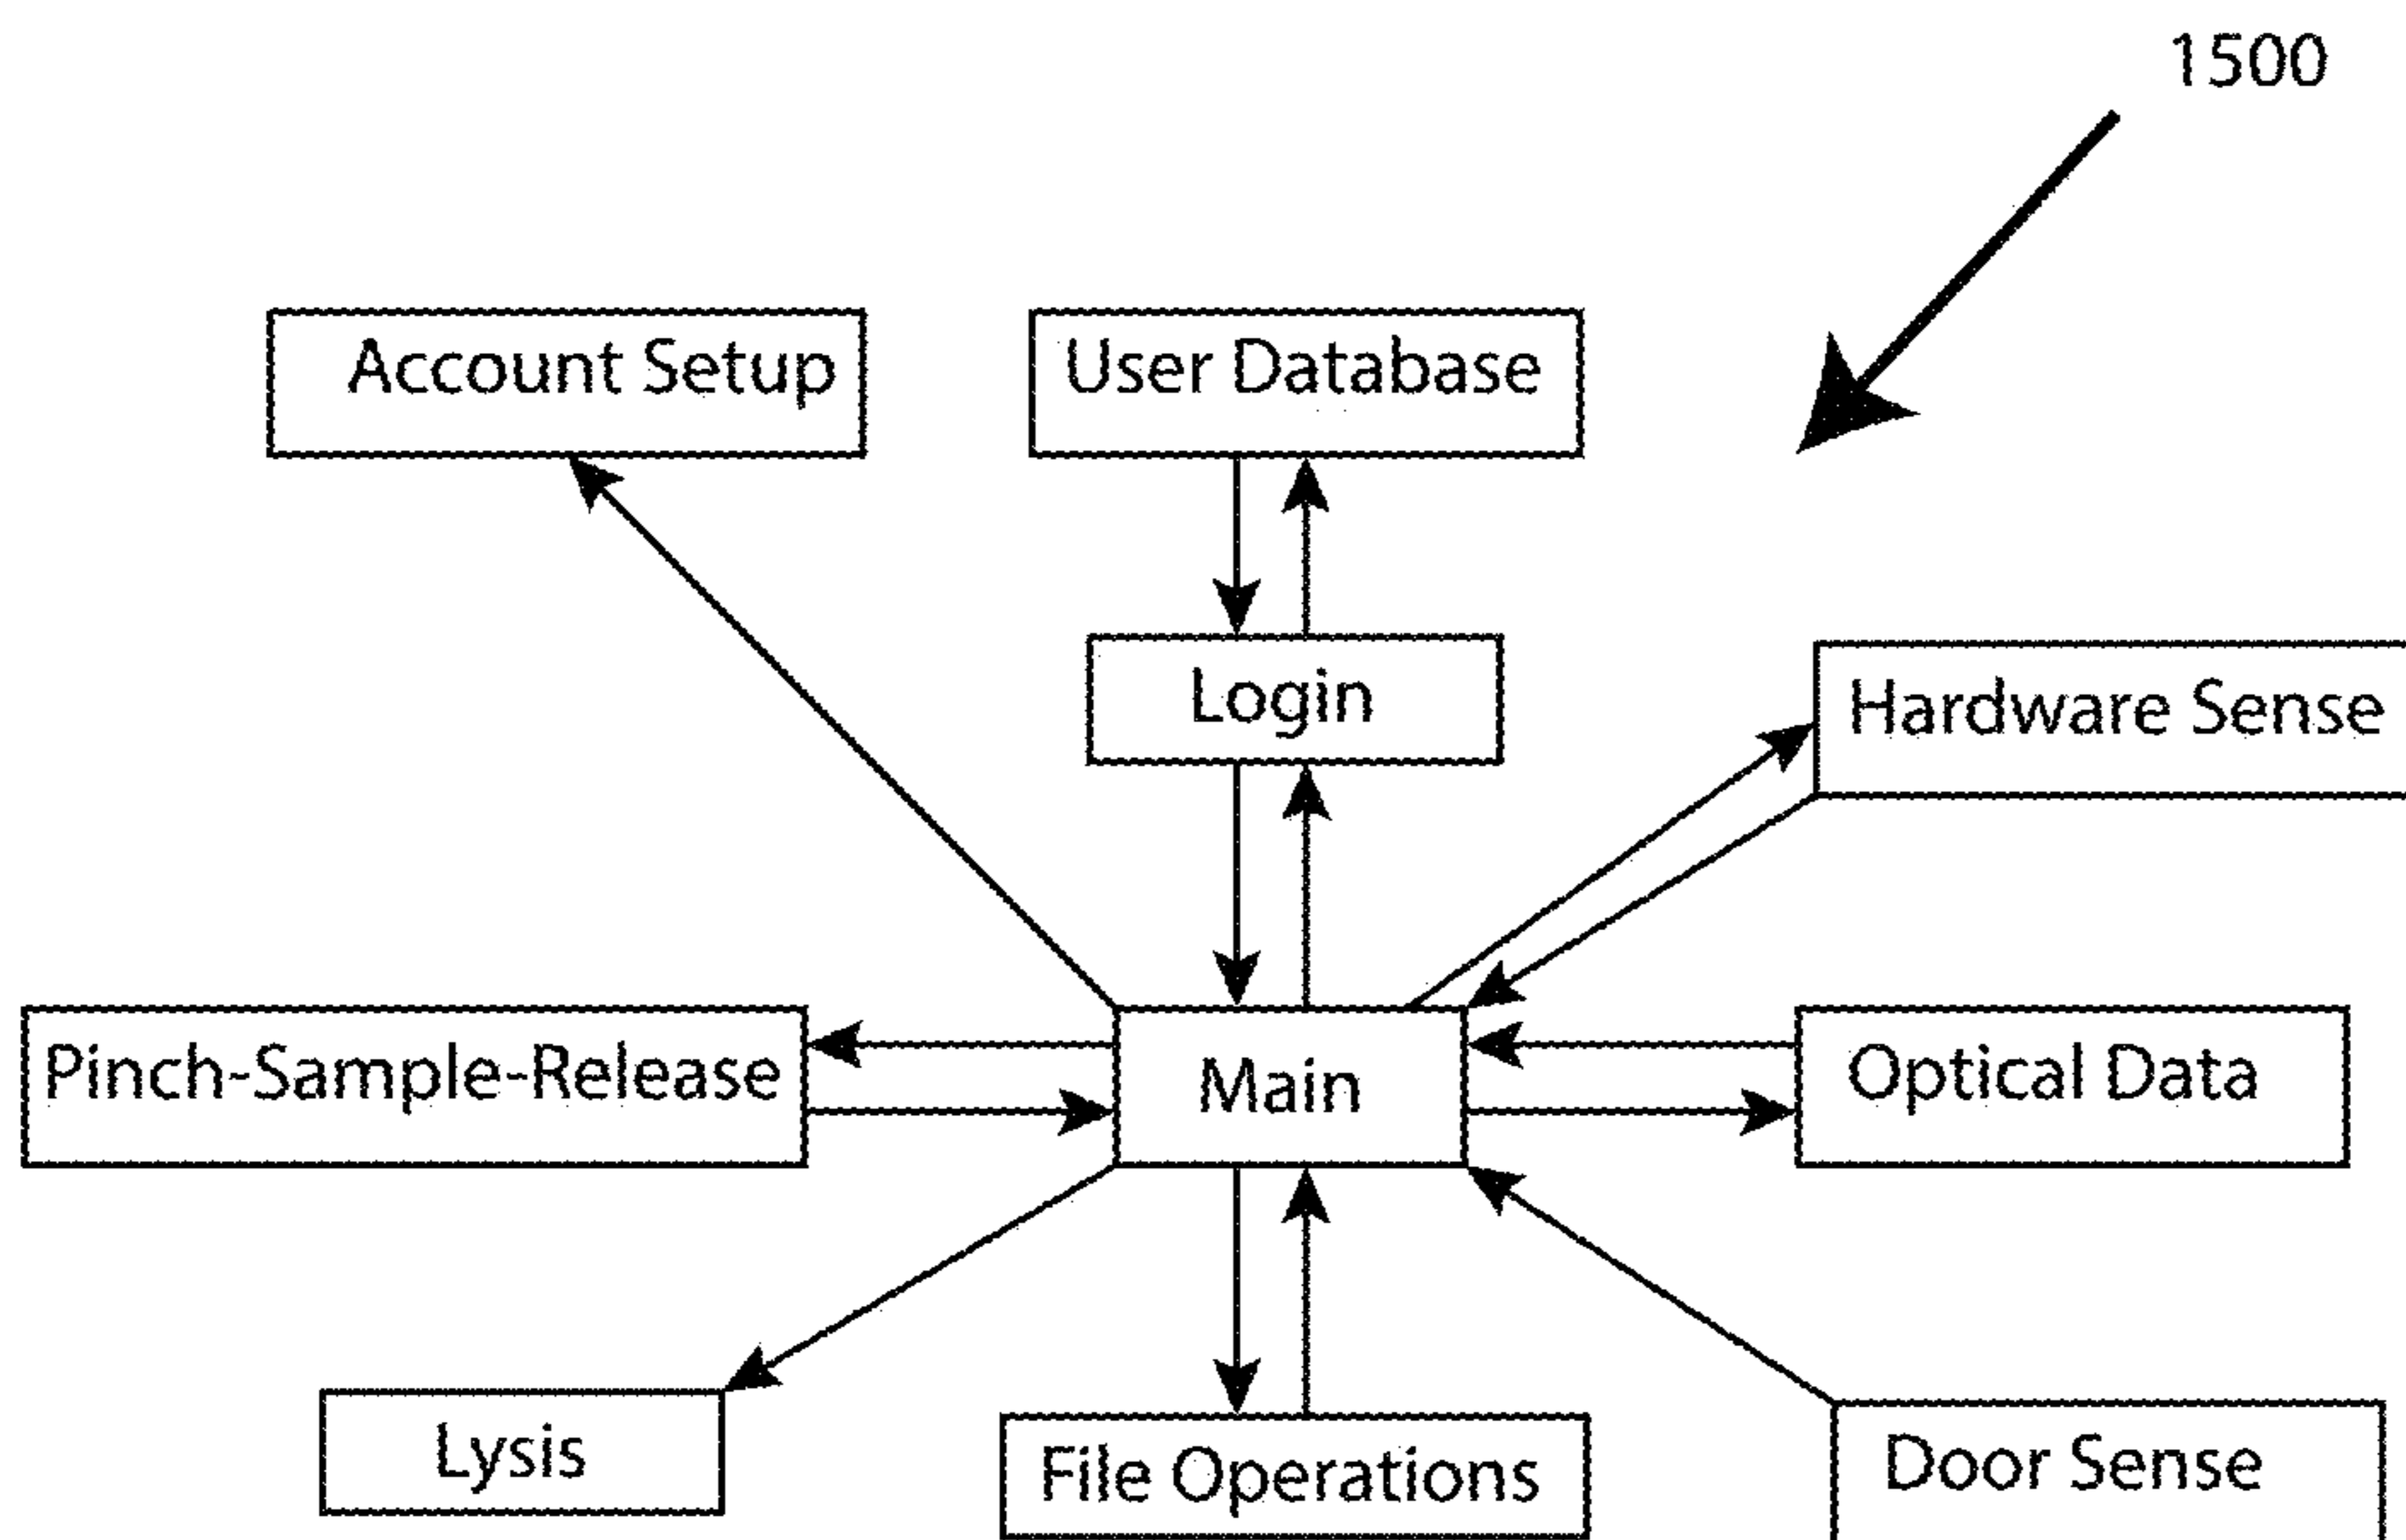 1500
Account Setup
User Database
Login
Hardware Sense
Pinch-Sample-Release
Main
Optical Data
Lysis
File Operations
Door Sense